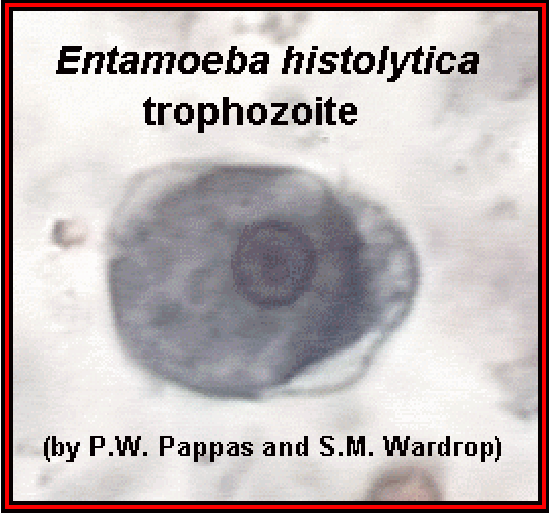 Entamoeba histolytica
trophozoite
(by P.W. Pappas and S.M. Wardrop)